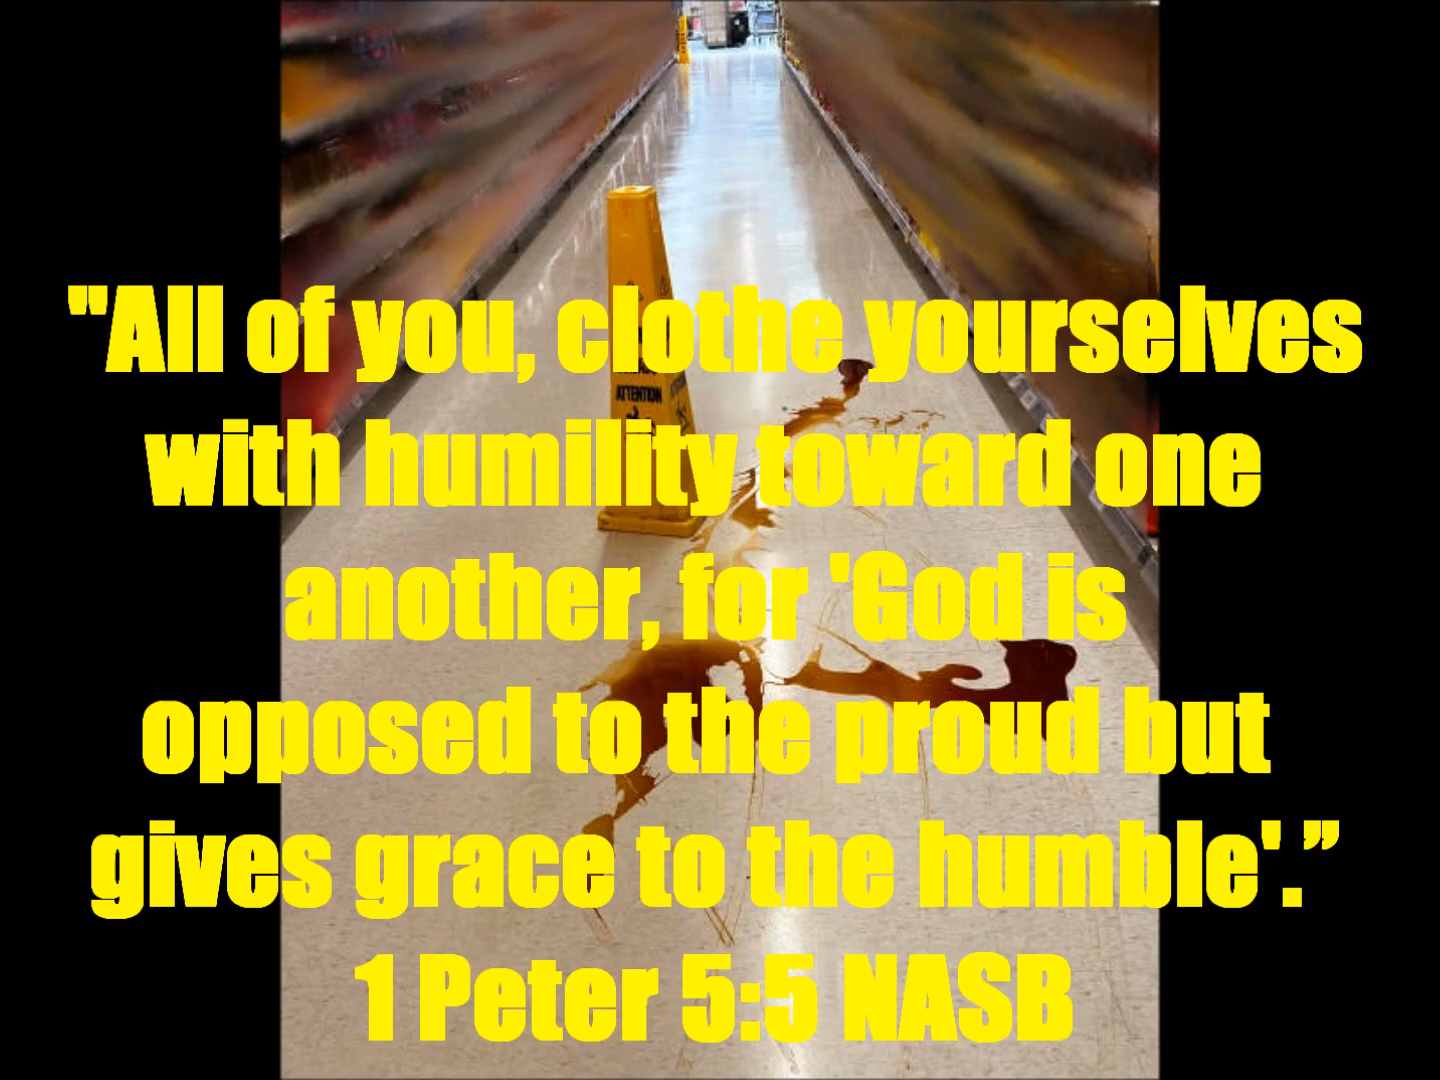 "All of you, clothe yourselves
with humility toward one
another, for 'God is
opposed to the proud but
gives grace to the humble'.”
1 Peter 5:5 NASB
ATTENTION